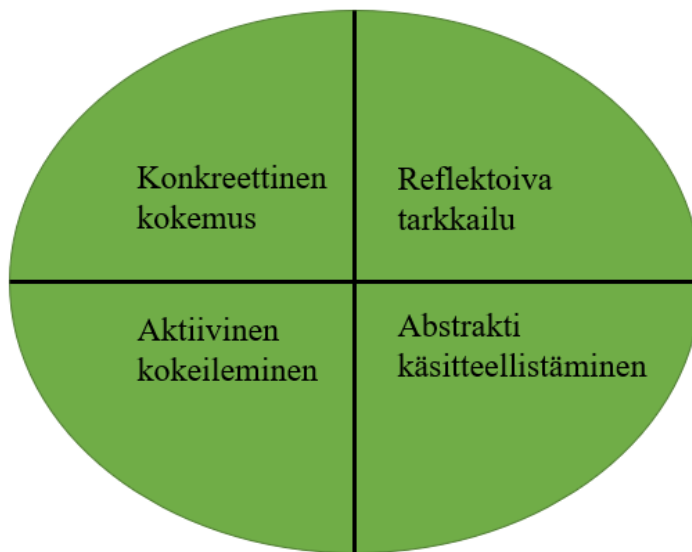 Konkreettinen
kokemus
Reflektoiva
tarkkailu
Aktiivinen
kokeileminen
Abstrakti
käsitteellistäminen